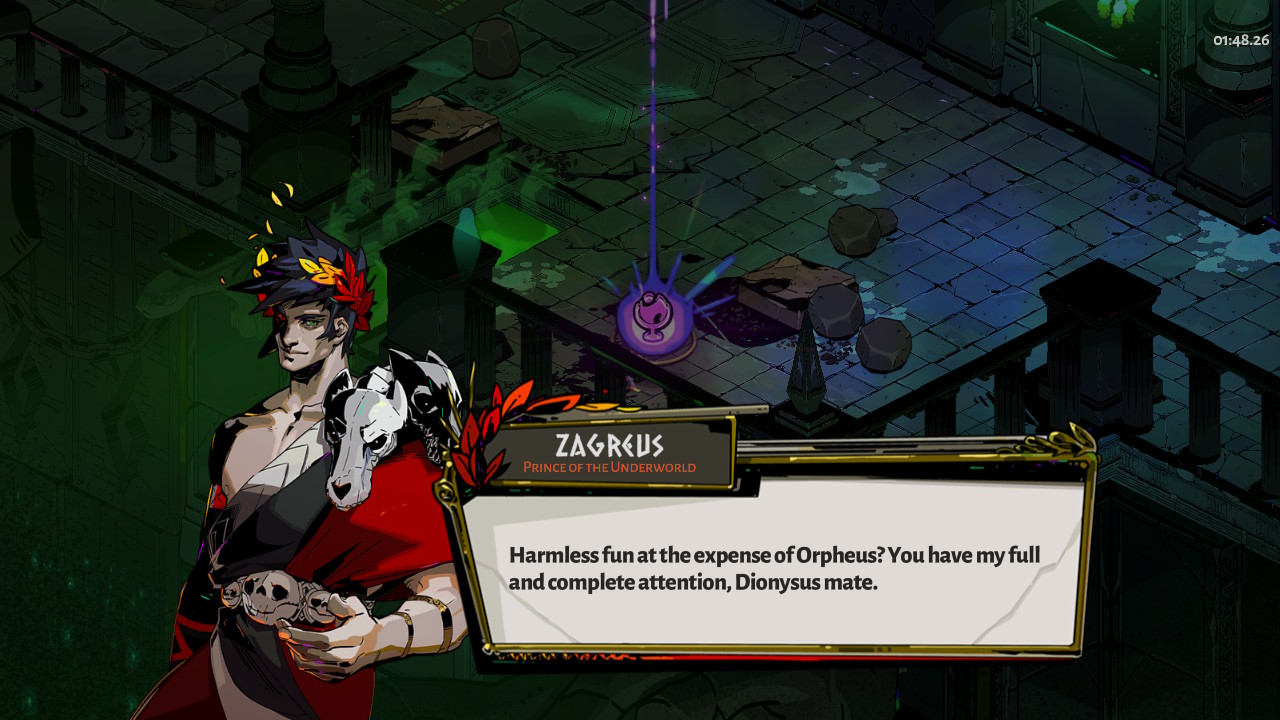 01:48.26
ZAGREUS
PRINCE OF THE UNDERWORLD
Harmless fun at the expense of Orpheus? You have my full
and complete attention, Dionysus mate.